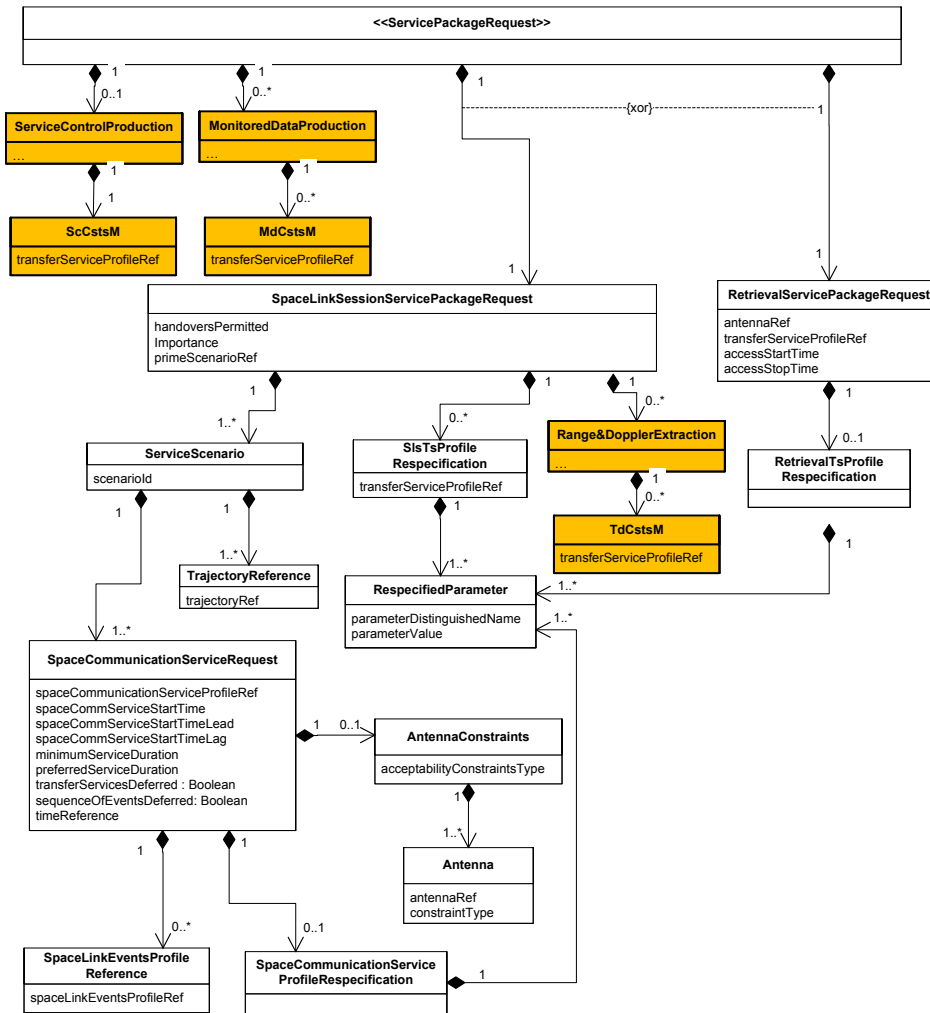 <<ServicePackageRequest>>
1
1
1
1
{xor}
0..1
0..*
ServiceControlProduction
...
MonitoredDataProduction
...
1
1
1
0..*
ScCstsM
transferServiceProfileRef
MdCstsM
transferServiceProfileRef
1
1
SpaceLinkSessionServicePackageRequest
handoversPermitted
Importance
primeScenarioRef
RetrievalServicePackageRequest
antennaRef
transferServiceProfileRef
accessStartTime
accessStopTime
1
1
1
1
1..*
0..*
0..*
0..1
ServiceScenario
scenarioId
SlsTsProfile
Respecification
transferServiceProfileRef
Range&DopplerExtraction
...
RetrievalTsProfile
Respecification
1
1
1
1
0..*
1
TdCstsM
transferServiceProfileRef
1..*
1..*
1..*
1..*
TrajectoryReference
trajectoryRef
RespecifiedParameter
parameterDistinguishedName
parameterValue
1..*
SpaceCommunicationServiceRequest
spaceCommunicationServiceProfileRef
spaceCommServiceStartTime
spaceCommServiceStartTimeLead
spaceCommServiceStartTimeLag
minimumServiceDuration
preferredServiceDuration
transferServicesDeferred : Boolean
sequenceOfEventsDeferred: Boolean
timeReference
1
0..1
AntennaConstraints
acceptabilityConstraintsType
1
1..*
Antenna
antennaRef
constraintType
1
1
0..*
0..1
SpaceLinkEventsProfile
Reference
spaceLinkEventsProfileRef
SpaceCommunicationService
ProfileRespecification
1